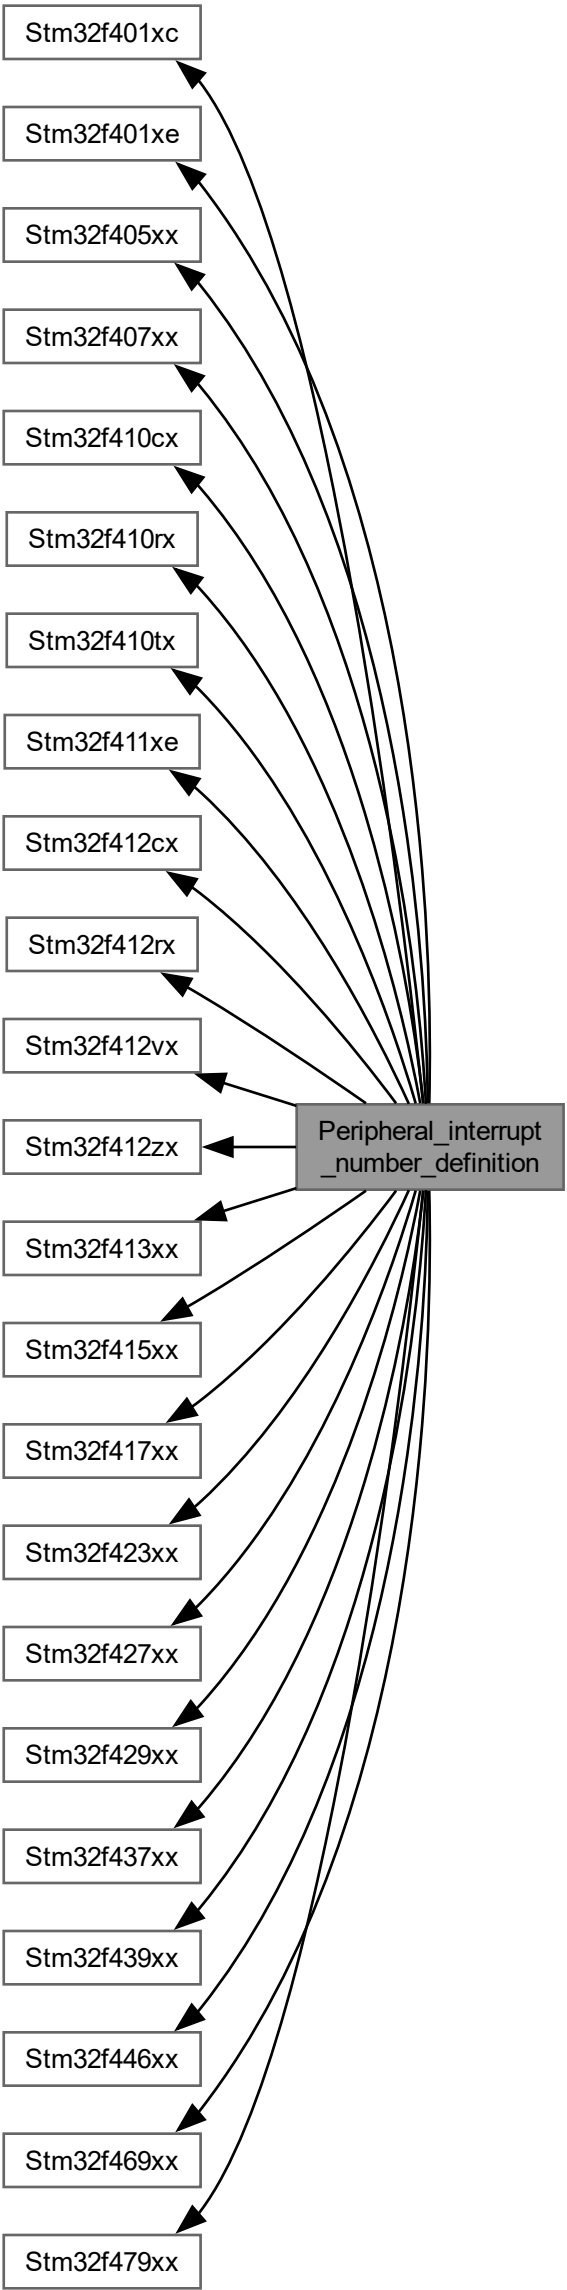 Stm32f401xc
Stm32f401xe
Stm32f405xx
Stm32f407xx
Stm32f410cx
Stm32f410rx
Stm32f410tx
Stm32f411xe
Stm32f412cx
Stm32f412rx
Stm32f412vx
Stm32f412zx
Peripheral_interrupt
_number_definition
Stm32f413xx
Stm32f415xx
Stm32f417xx
Stm32f423xx
Stm32f427xx
Stm32f429xx
Stm32f437xx
Stm32f439xx
Stm32f446xx
Stm32f469xx
Stm32f479xx